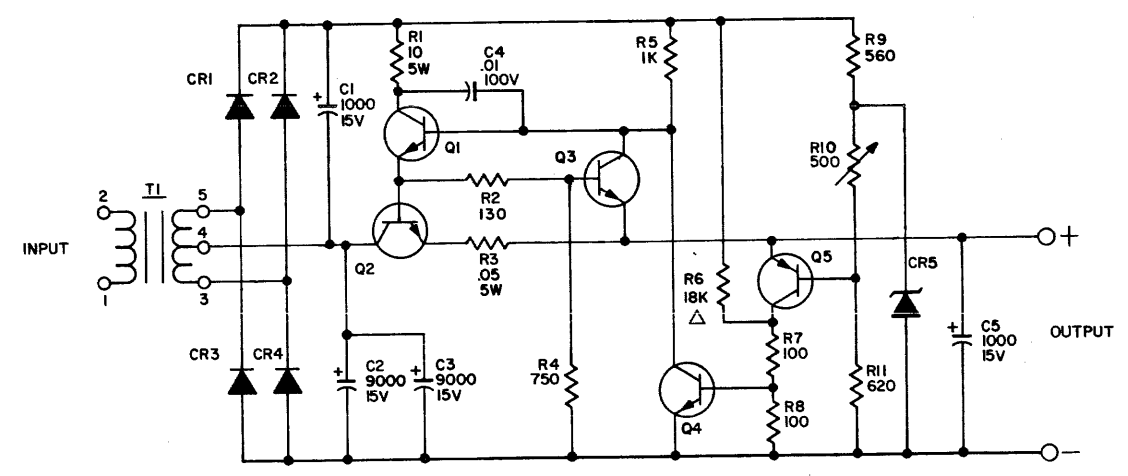 R1
10
5W
C4
.01
100V
R5
1K
R9
560
CR1
CR2
C1
1000
15V
+
Q1
Q3
R10
500
2
T1
5
R2
130
4
INPUT
Q2
R3
.05
5W
Q5
+
R6
18K
CR5
1
3
C5
1000
15V
+
OUTPUT
R7
100
CR3
CR4
+
C2
9000
15V
+
C3
9000
15V
R4
750
R11
620
R8
100
Q4
−